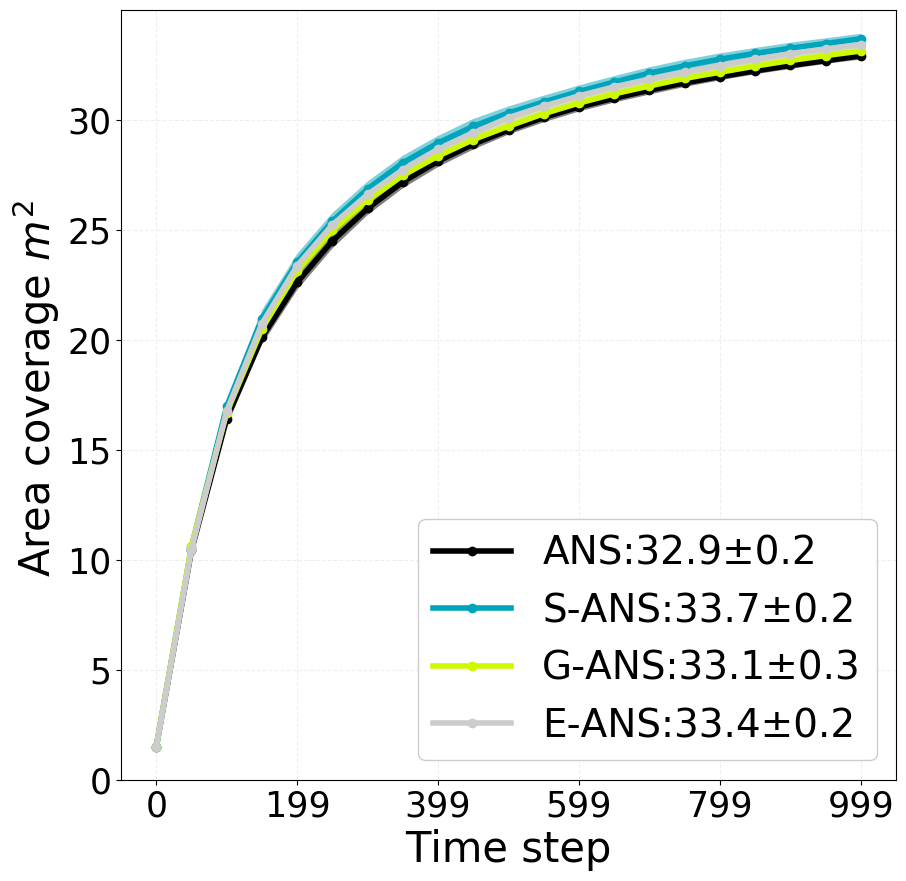 Area coverage m²
30
25
20
15
10
5
0
ANS:32.9±0.2
S-ANS:33.7±0.2
G-ANS:33.1±0.3
E-ANS:33.4±0.2
0 199 399 599 799 999
Time step